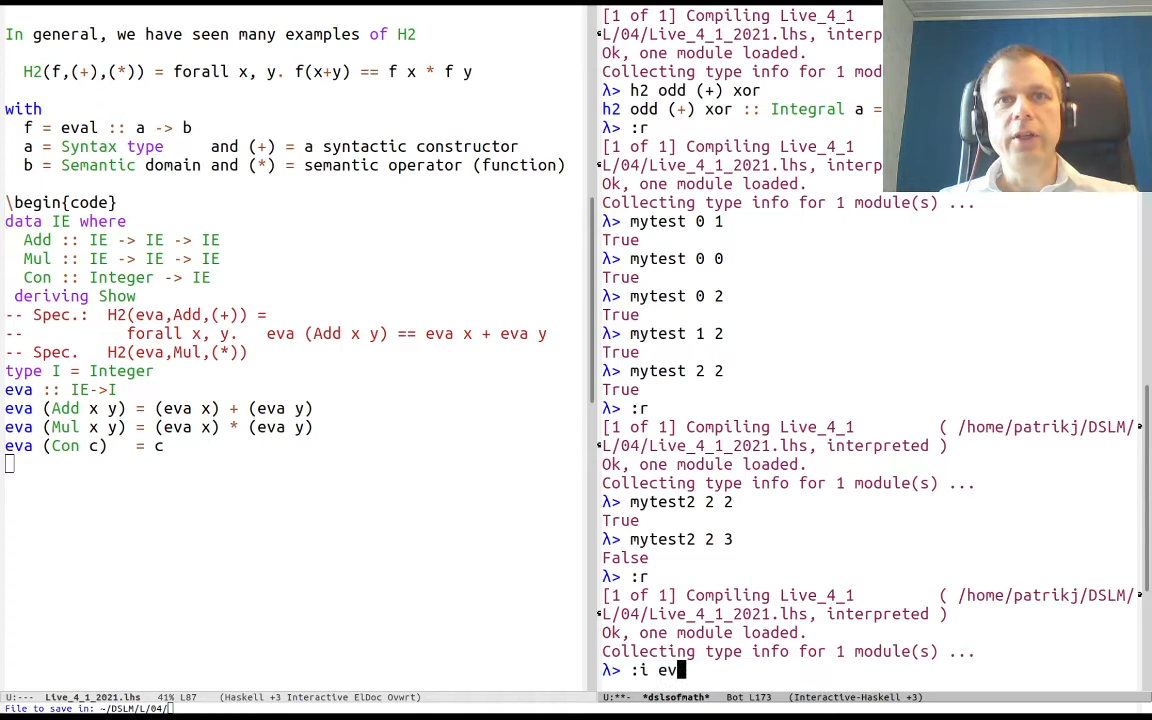 In general, we have seen many examples of H2
H2(f,(+),(*)) = forall x, y. f(x+y) == f x * f y
with
f = eval :: a -> b
a = Syntax type and (+) = a syntactic constructor
b = Semantic domain and (*) = semantic operator (function)
\begin{code}
data IE where
Add :: IE -> IE -> IE
Mul :: IE -> IE -> IE
Con :: Integer -> IE
deriving Show
-- Spec.: H2(eva,Add,(+)) =
-- forall x, y. eva (Add x y) == eva x + eva y
-- Spec. H2(eva,Mul,(*))
type I = Integer
eva :: IE->I
eva (Add x y) = (eva x) + (eva y)
eva (Mul x y) = (eva x) * (eva y)
eva (Con c) = c
U:--- Live_4_1_2021.lhs 41% L87 (Haskell +3 Interactive ElDoc Ovwrt)
File to save in: ~/DSLM/L/04/
[1 of 1] Compiling Live_4_1
L/04/Live_4_1_2021.lhs, interp
Ok, one module loaded.
Collecting type info for 1 mod
λ> h2 odd (+) xor
h2 odd (+) xor :: Integral a =
λ> :r
[1 of 1] Compiling Live_4_1
L/04/Live_4_1_2021.lhs, interp
Ok, one module loaded.
Collecting type info for 1 module(s) ...
λ> mytest 0 1
True
λ> mytest 0 0
True
λ> mytest 0 2
True
λ> mytest 1 2
True
λ> mytest 2 2
True
λ> :r
[1 of 1] Compiling Live_4_1 ( /home/patrikj/DSLM/
L/04/Live_4_1_2021.lhs, interpreted )
Ok, one module loaded.
Collecting type info for 1 module(s) ...
λ> mytest2 2 2
True
λ> mytest2 2 3
False
λ> :r
[1 of 1] Compiling Live_4_1 ( /home/patrikj/DSLM/
L/04/Live_4_1_2021.lhs, interpreted )
Ok, one module loaded.
Collecting type info for 1 module(s) ...
λ> :i ev
U:**- *dslsofmath* Bot L173 (Interactive-Haskell +3)